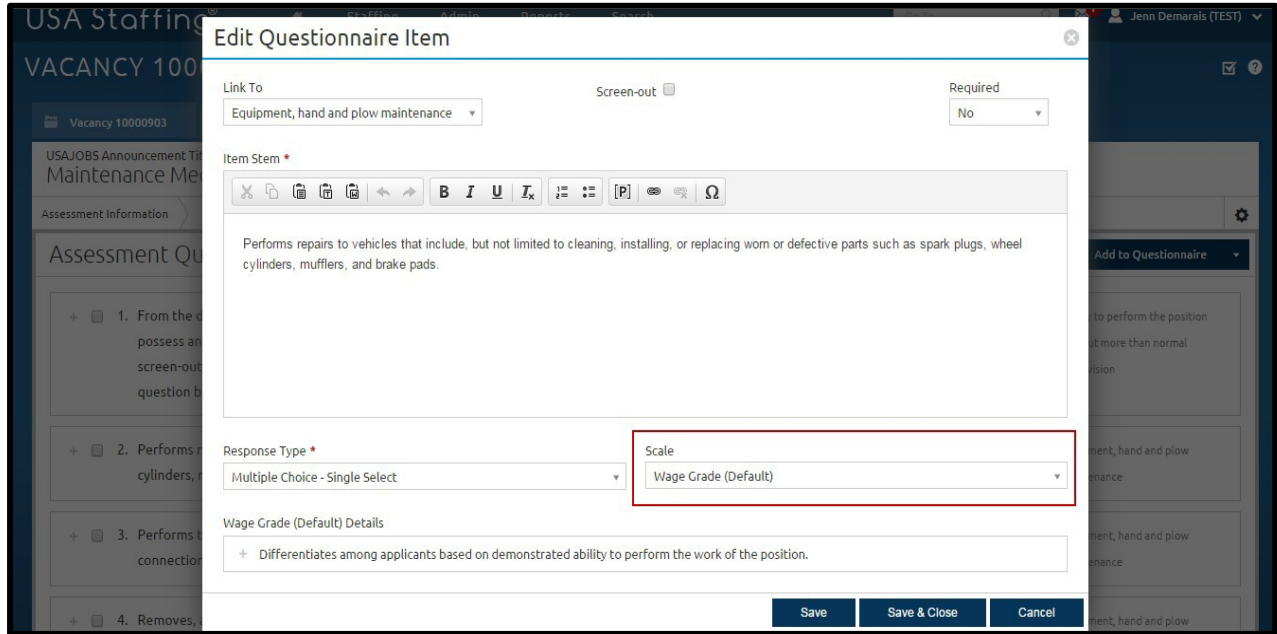 USA Staffing®
Staffing Admin Reports Search
Jenn Demarais (TEST)
VACANCY 100
Vacancy 10000903
USAJOBS Announcement Tit
Maintenance Me
Assessment Information
Assessment Qu
Add to Questionnaire
1. From the d
possess an
screen-out
question b
to perform the position
ut more than normal
vision
2. Performs r
cylinders, r
ment, hand and plow
enance
3. Performs t
connection
ment, hand and plow
enance
4. Removes, a
ment, hand and plow
Edit Questionnaire Item
Link To
Equipment, hand and plow maintenance
Screen-out
Required
No
Item Stem *
B I U Ix [P] Ω
Performs repairs to vehicles that include, but not limited to cleaning, installing, or replacing worn or defective parts such as spark plugs, wheel
cylinders, mufflers, and brake pads.
Response Type *
Multiple Choice - Single Select
Scale
Wage Grade (Default)
Wage Grade (Default) Details
+ Differentiates among applicants based on demonstrated ability to perform the work of the position.
Save Save & Close Cancel